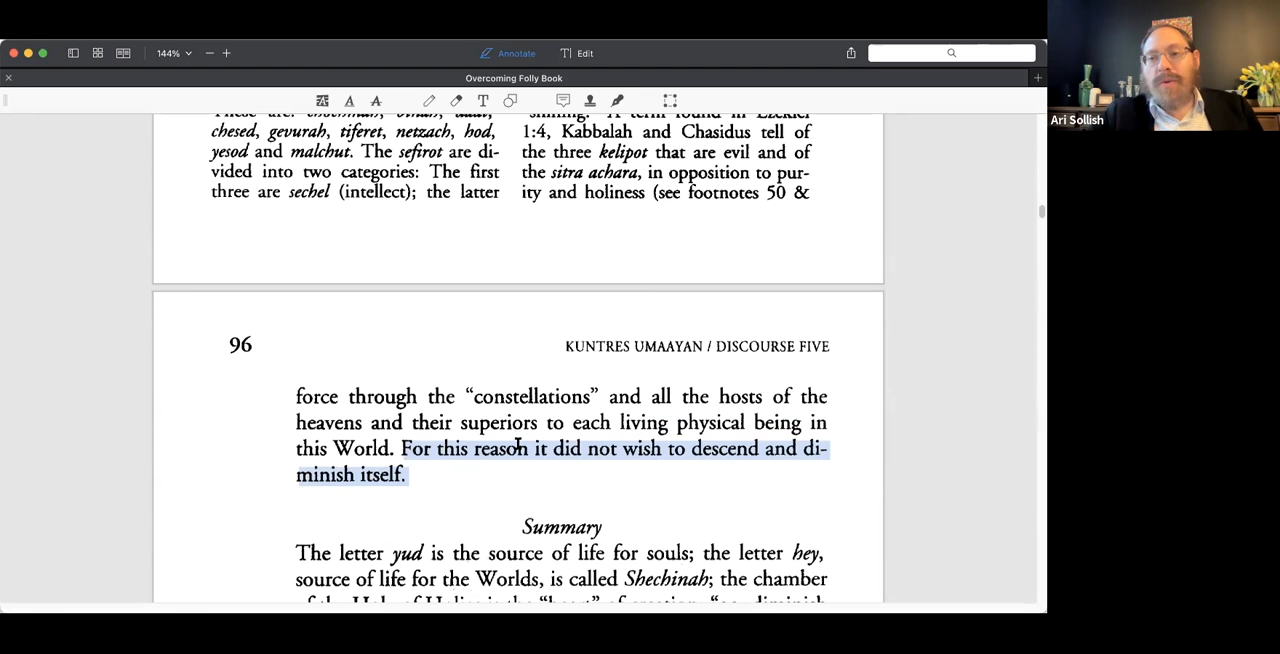 144%
Annotate
Edit
Overcoming Folly Book
Ari Sollish
chesed, gevurah, tiferet, netzach, hod,
yesod and malchut. The sefirot are di-
vided into two categories: The first
three are sechel (intellect); the latter
1:4, Kabbalah and Chasidus tell of
the three kelipot that are evil and of
the sitra achara, in opposition to pur-
ity and holiness (see footnotes 50 &
96
KUNTRES UMAAYAN / DISCOURSE FIVE
force through the “constellations” and all the hosts of the
heavens and their superiors to each living physical being in
this World. For this reason it did not wish to descend and di-
minish itself.
Summary
The letter yud is the source of life for souls; the letter hey,
source of life for the Worlds, is called Shechinah; the chamber